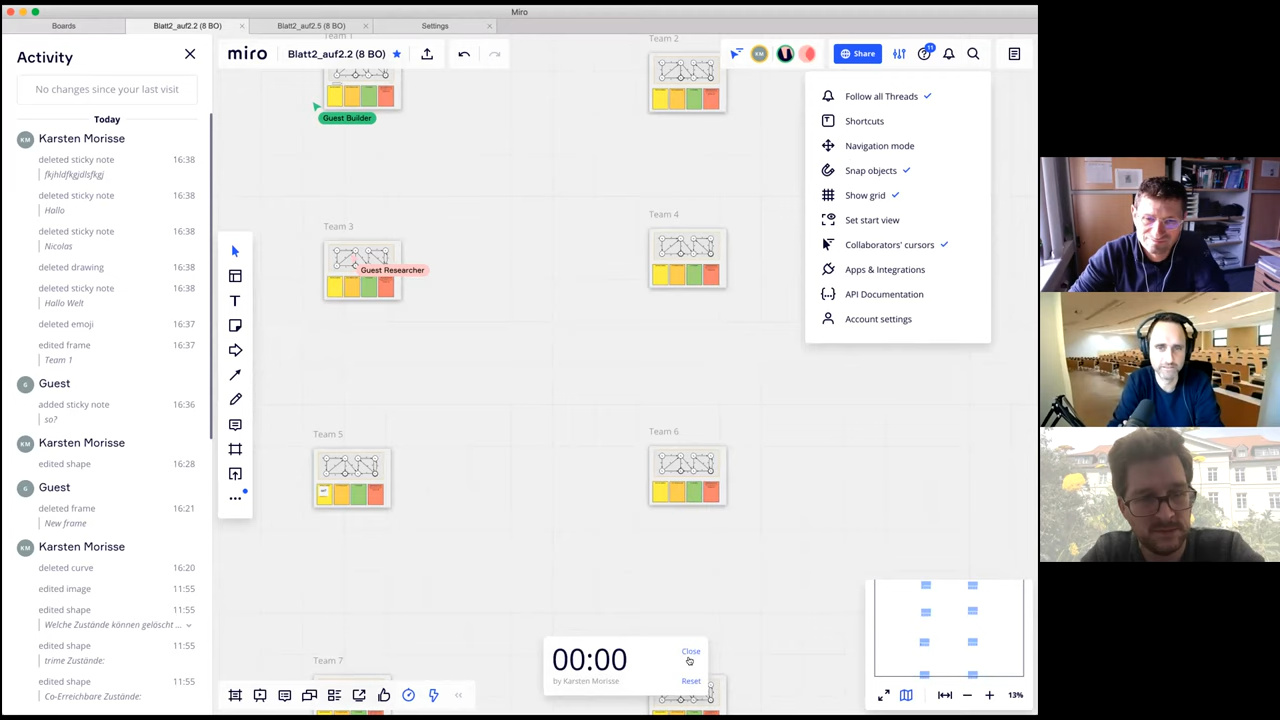 Miro
Boards
Blatt2_auf2.2 (8 BO)
Blatt2_auf2.5 (8 BO)
Settings
Activity
No changes since your last visit
Today
KM Karsten Morisse
deleted sticky note 16:38
fkjhldfkgjdlsfkgj
deleted sticky note 16:38
Hallo
deleted sticky note 16:38
Nicolas
deleted drawing 16:38
deleted sticky note 16:38
Hallo Welt
deleted emoji 16:37
edited frame 16:37
Team 1
G Guest
added sticky note 16:36
so?
KM Karsten Morisse
edited shape 16:28
G Guest
deleted frame 16:21
New frame
KM Karsten Morisse
deleted curve 16:20
edited image 11:55
edited shape 11:55
Welche Zustände können gelöscht ...
edited shape 11:55
trime Zustände:
edited shape 11:55
Co-Erreichbare Zustände:
miro
Blatt2_auf2.2 (8 BO)
KM
Share
11
Team 1
Team 2
Guest Builder
Team 3
Guest Researcher
Team 4
Team 5
Team 6
Team 7
Follow all Threads
Shortcuts
Navigation mode
Snap objects
Show grid
Set start view
Collaborators' cursors
Apps & Integrations
API Documentation
Account settings
00:00
by Karsten Morisse
Close
Reset
13%